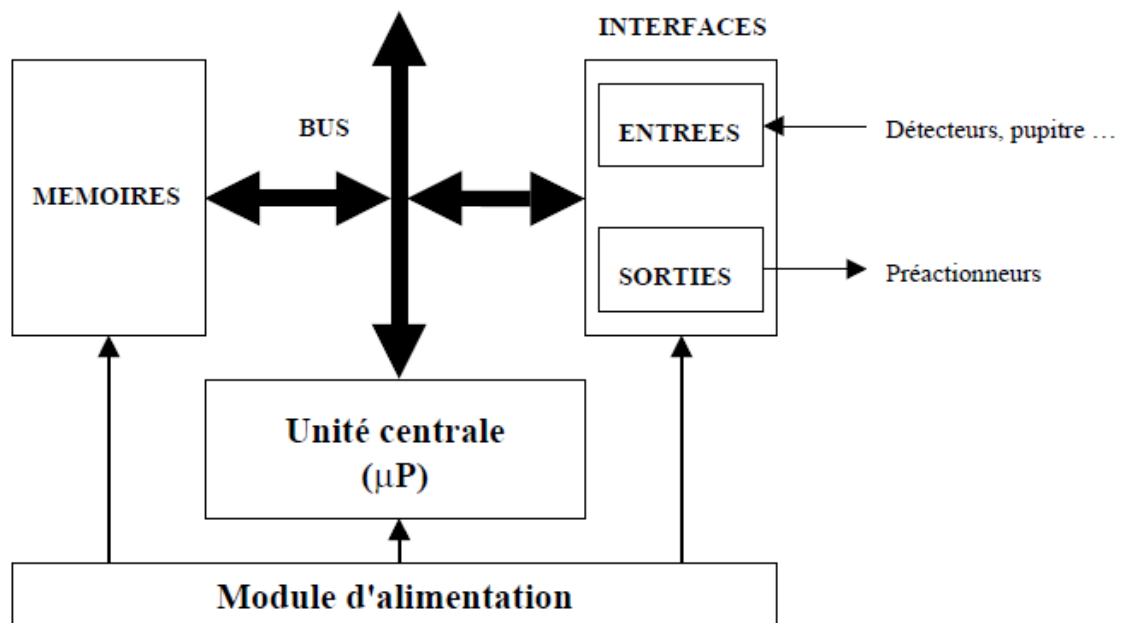 INTERFACES
BUS
ENTREES
Détecteurs, pupitre …
MEMOIRES
SORTIES
Préactionneurs
Unité centrale
(µP)
Module d'alimentation